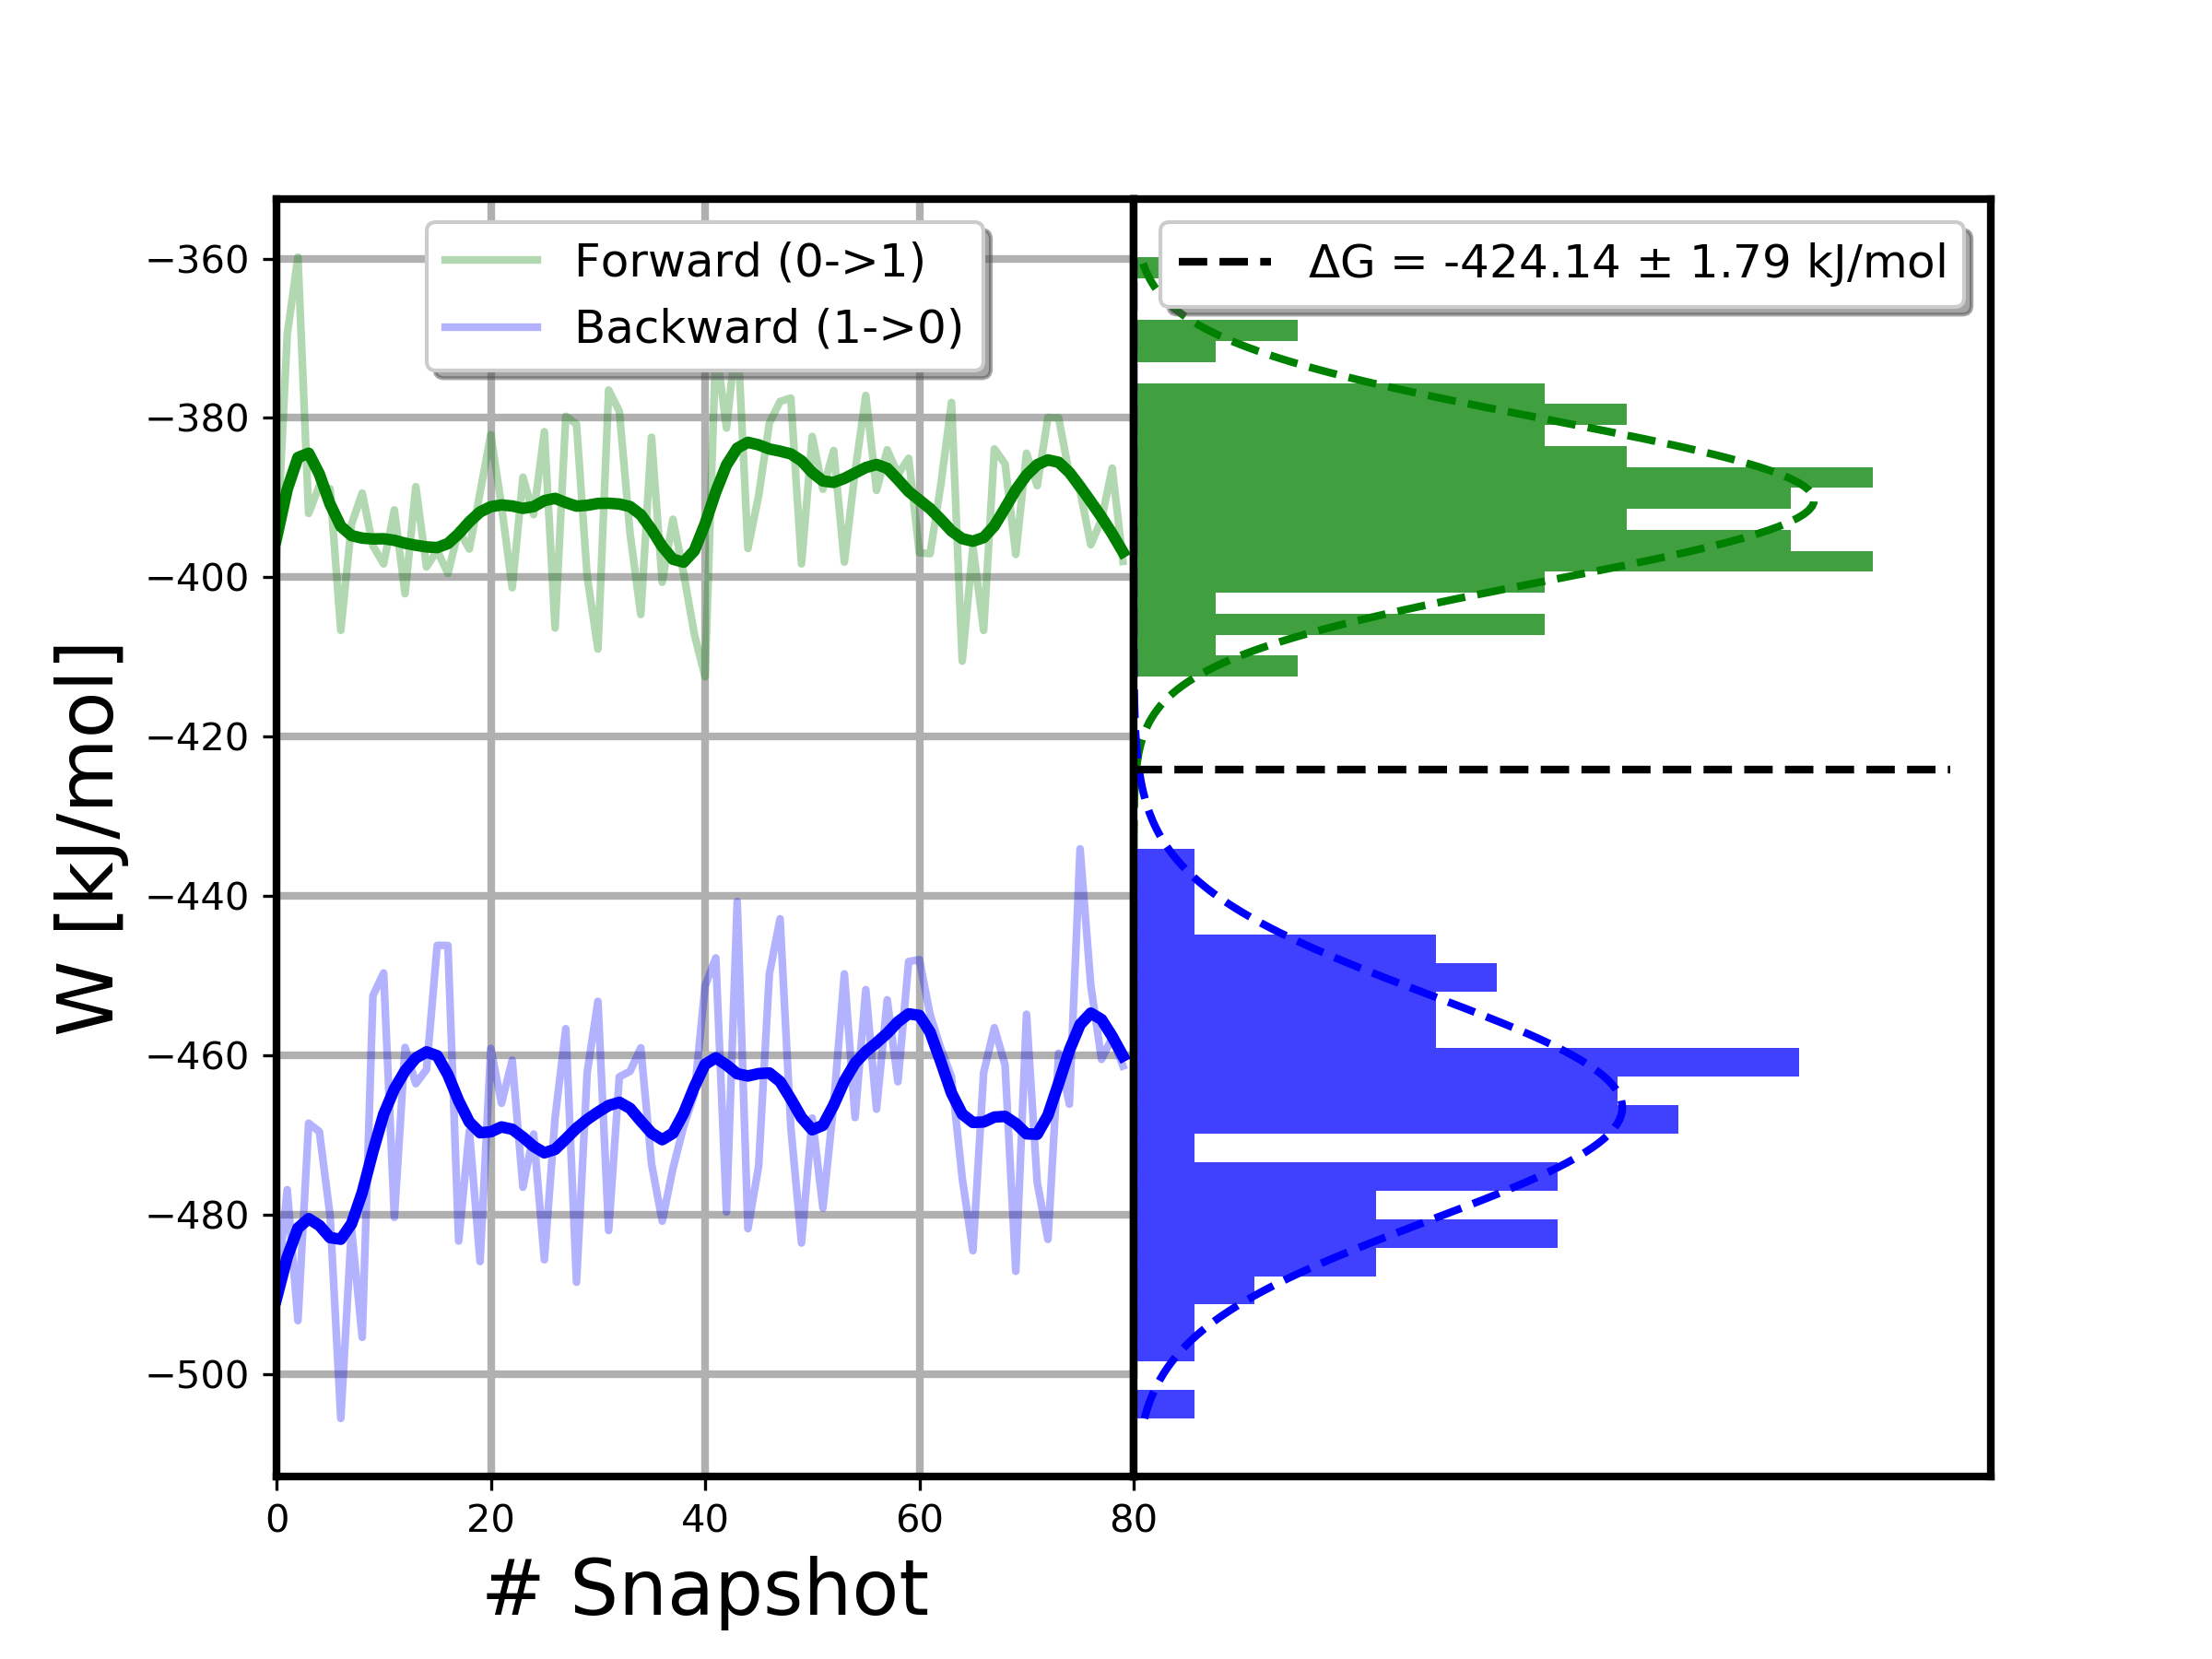 Forward (0->1)
Backward (1->0)
ΔG = -424.14 ± 1.79 kJ/mol
−360
−380
−400
−420
−440
−460
−480
−500
W [kJ/mol]
0 20 40 60 80
# Snapshot